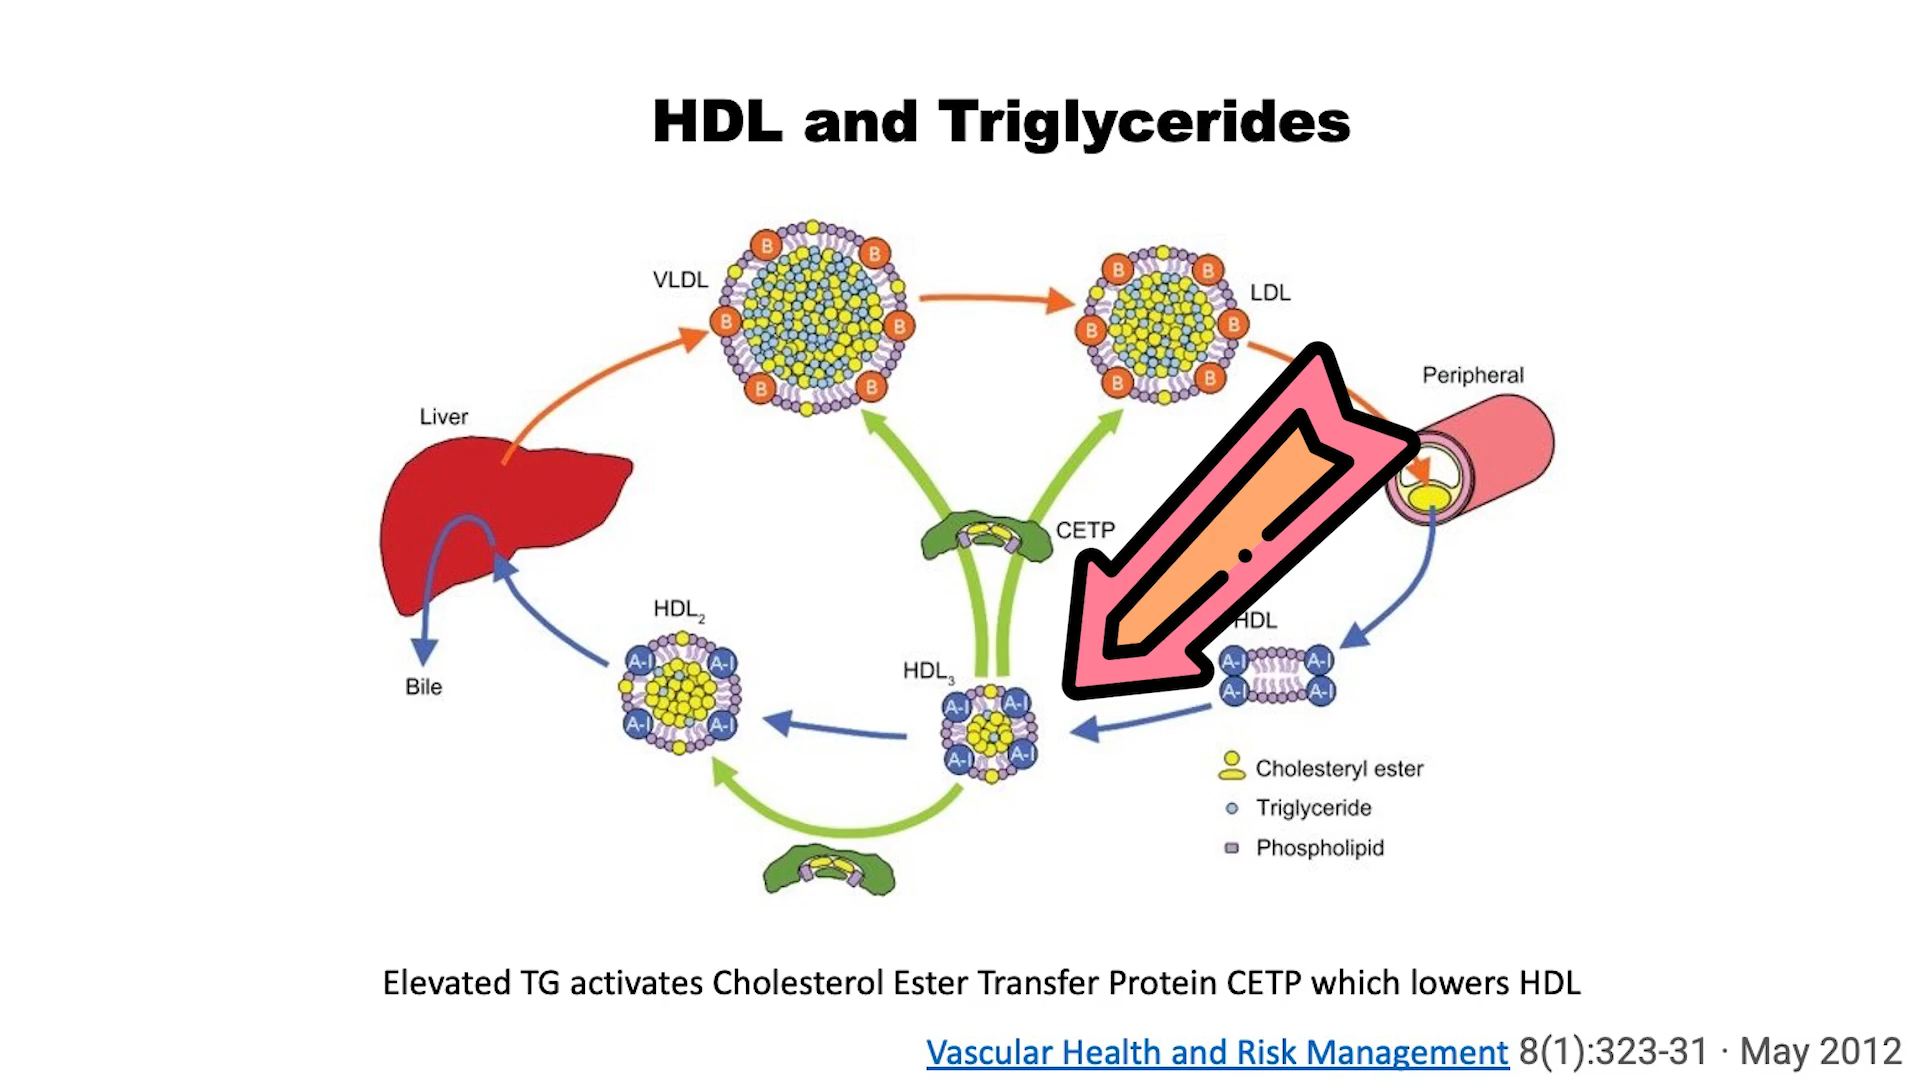 HDL and Triglycerides
B
B
VLDL
B
B
B
B
B
B
LDL
B
B
B
B
Peripheral
Liver
CETP
HDL2
HDL
HDL3
A-I
A-I
A-I
A-I
A-I
A-I
A-I
A-I
A-I
A-I
A-I
A-I
Bile
Cholesteryl ester
Triglyceride
Phospholipid
Elevated TG activates Cholesterol Ester Transfer Protein CETP which lowers HDL
Vascular Health and Risk Management 8(1):323-31 · May 2012